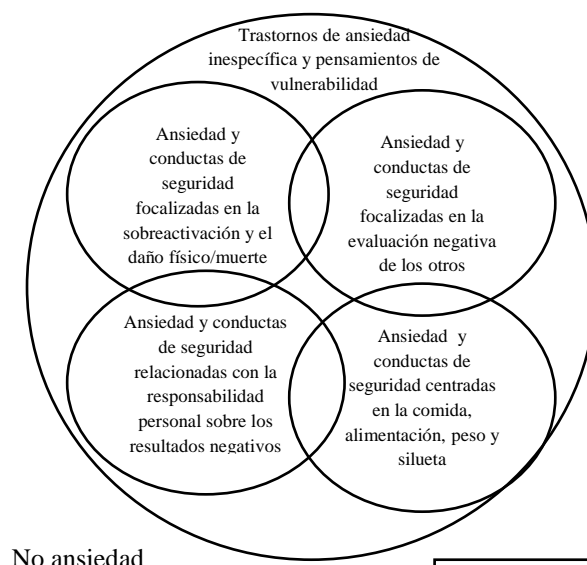 Trastornos de ansiedad
inespecífica y pensamientos de
vulnerabilidad
Ansiedad y
conductas de
seguridad
focalizadas en la
sobreactivación y el
daño físico/muerte
Ansiedad y
conductas de
seguridad
focalizadas en la
evaluación negativa
de los otros
Ansiedad y conductas
de seguridad
relacionadas con la
responsabilidad
personal sobre los
resultados negativos
Ansiedad y
conductas de
seguridad centradas
en la comida,
alimentación, peso y
silueta
No ansiedad